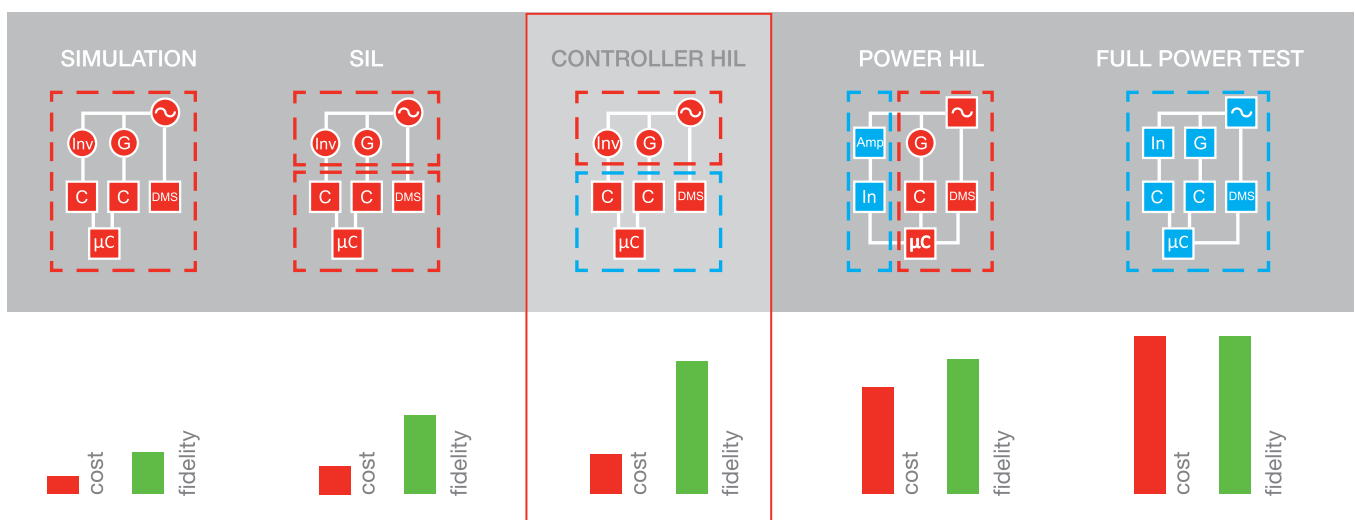 SIMULATION
SIL
CONTROLLER HIL
POWER HIL
FULL POWER TEST
Inv G
C C DMS
µC
Inv G
C C DMS
µC
Inv G
C C DMS
µC
Amp G
In C DMS
µC
In G
C C DMS
µC
cost fidelity
cost fidelity
cost fidelity
cost fidelity
cost fidelity